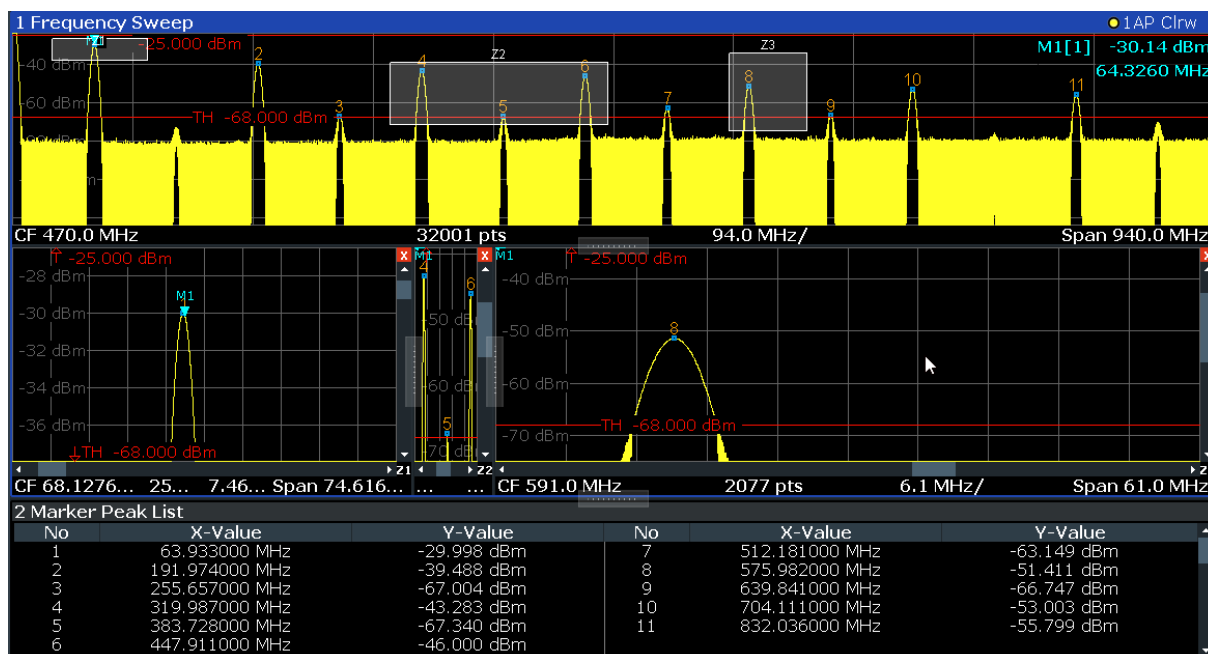 1 Frequency Sweep
1AP Clrw
-25.000 dBm
M1[1] -30.14 dBm
64.3260 MHz
-40 dBm
-60 dBm
TH -68.000 dBm
Z2
Z3
2
3
4
5
6
7
8
9
10
11
CF 470.0 MHz 32001 pts 94.0 MHz/ Span 940.0 MHz
-25.000 dBm
-28 dBm
-30 dBm
-32 dBm
-34 dBm
-36 dBm
M1
TH -68.000 dBm
Z1
CF 68.1276... 25... 7.46... Span 74.616...
M1
4
6
5
Z2
... ...
M1
-25.000 dBm
-40 dBm
-50 dBm
-60 dBm
-70 dBm
8
TH -68.000 dBm
CF 591.0 MHz 2077 pts 6.1 MHz/ Span 61.0 MHz
2 Marker Peak List
No X-Value Y-Value No X-Value Y-Value
1 63.933000 MHz -29.998 dBm 7 512.181000 MHz -63.149 dBm
2 191.974000 MHz -39.488 dBm 8 575.982000 MHz -51.411 dBm
3 255.657000 MHz -67.004 dBm 9 639.841000 MHz -66.747 dBm
4 319.987000 MHz -43.283 dBm 10 704.111000 MHz -53.003 dBm
5 383.728000 MHz -67.340 dBm 11 832.036000 MHz -55.799 dBm
6 447.911000 MHz -46.000 dBm